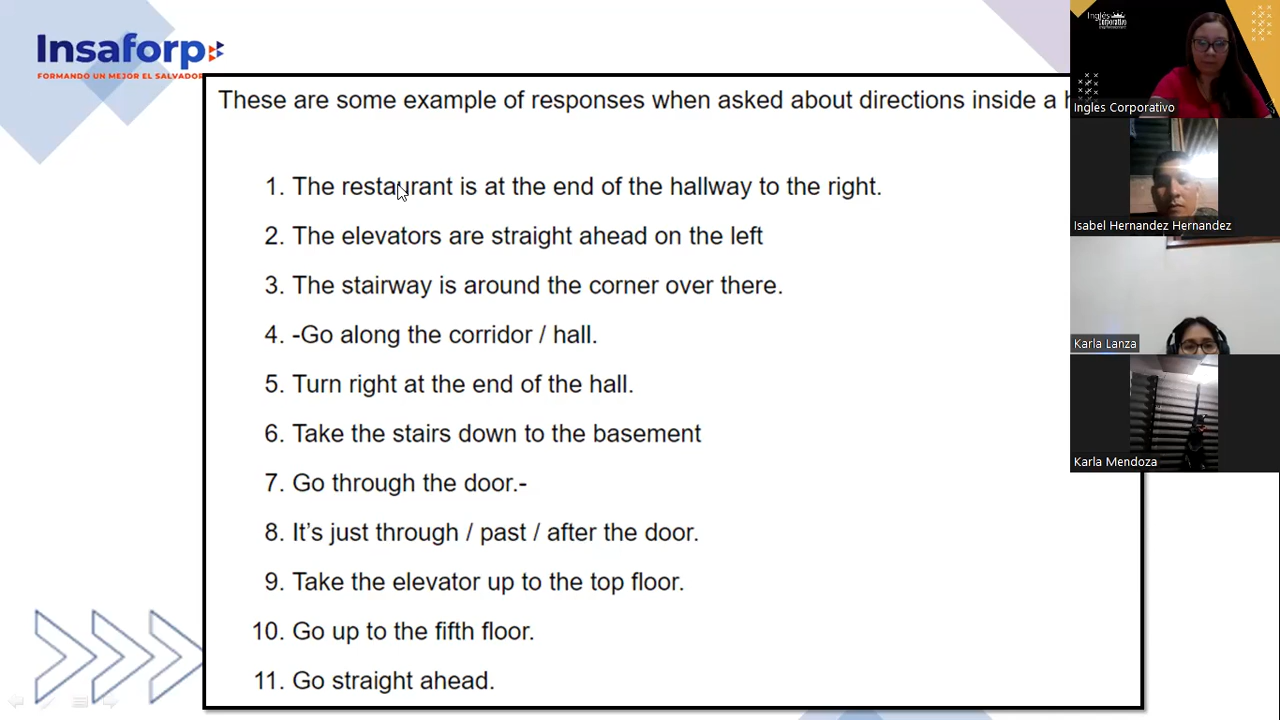 Insaforp
FORMANDO UN MEJOR EL SALVADOR
These are some example of responses when asked about directions inside a
1. The restaurant is at the end of the hallway to the right.
2. The elevators are straight ahead on the left
3. The stairway is around the corner over there.
4. -Go along the corridor / hall.
5. Turn right at the end of the hall.
6. Take the stairs down to the basement
7. Go through the door.-
8. It’s just through / past / after the door.
9. Take the elevator up to the top floor.
10. Go up to the fifth floor.
11. Go straight ahead.
Inglés
Corporativo
Ingles Corporativo
Isabel Hernandez Hernandez
Karla Lanza
Karla Mendoza